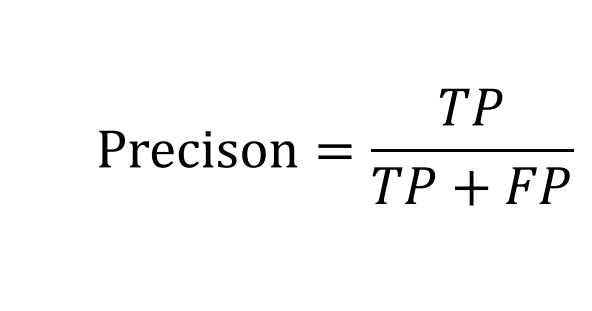 Precison = TP / TP + FP